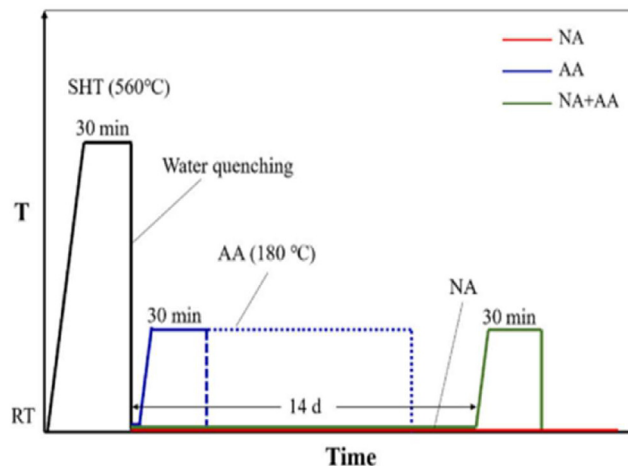 NA
AA
NA+AA
SHT (560℃)
30 min
Water quenching
T
AA (180 ℃)
NA
30 min
30 min
14 d
RT
Time